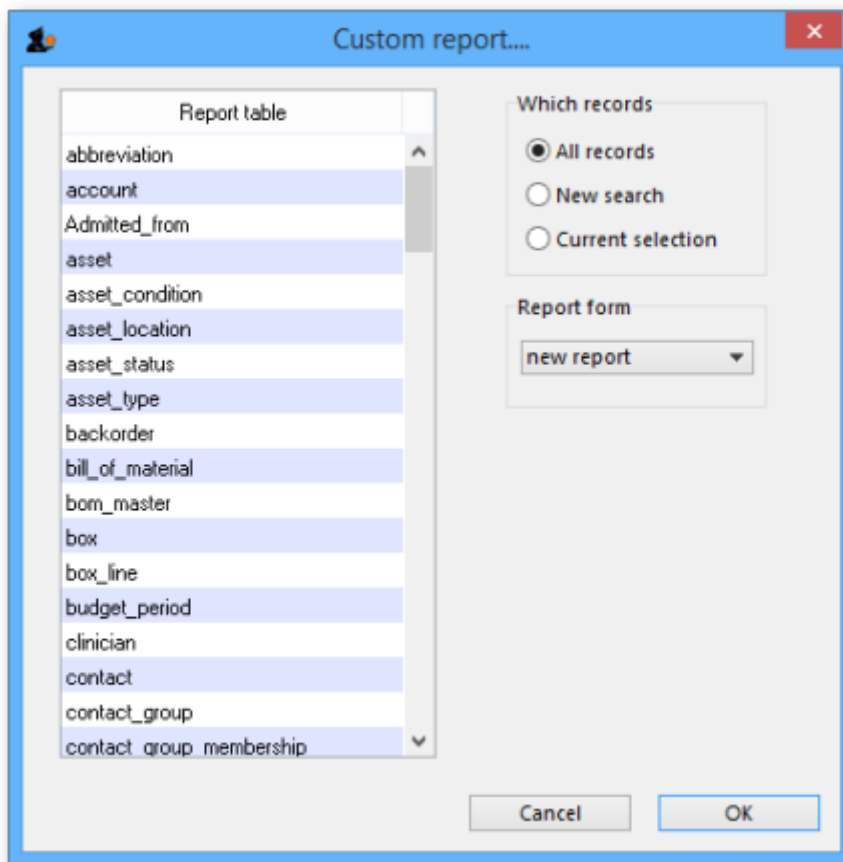 Custom report....
Report table
abbreviation
account
Admitted_from
asset
asset_condition
asset_location
asset_status
asset_type
backorder
bill_of_material
bom_master
box
box_line
budget_period
clinician
contact
contact_group
contact_group_membership
Which records
All records
New search
Current selection
Report form
new report
Cancel
OK